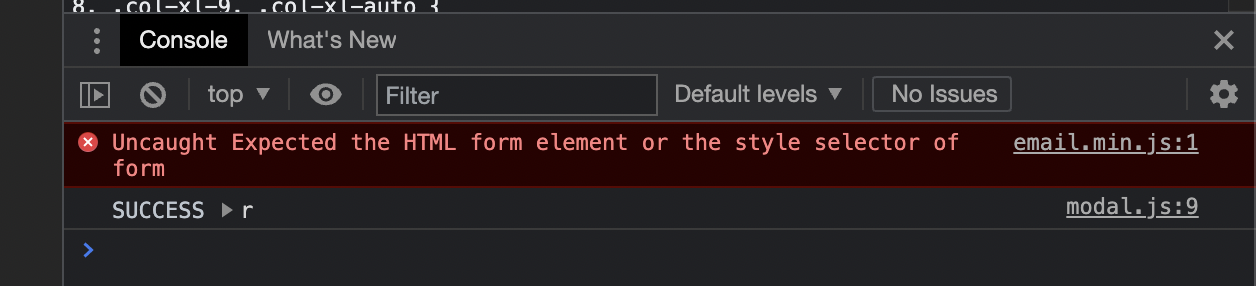 8, .col-xl-9, .col-xl-auto {
Console What's New
top Filter Default levels No Issues
Uncaught Expected the HTML form element or the style selector of email.min.js:1
form
SUCCESS r modal.js:9